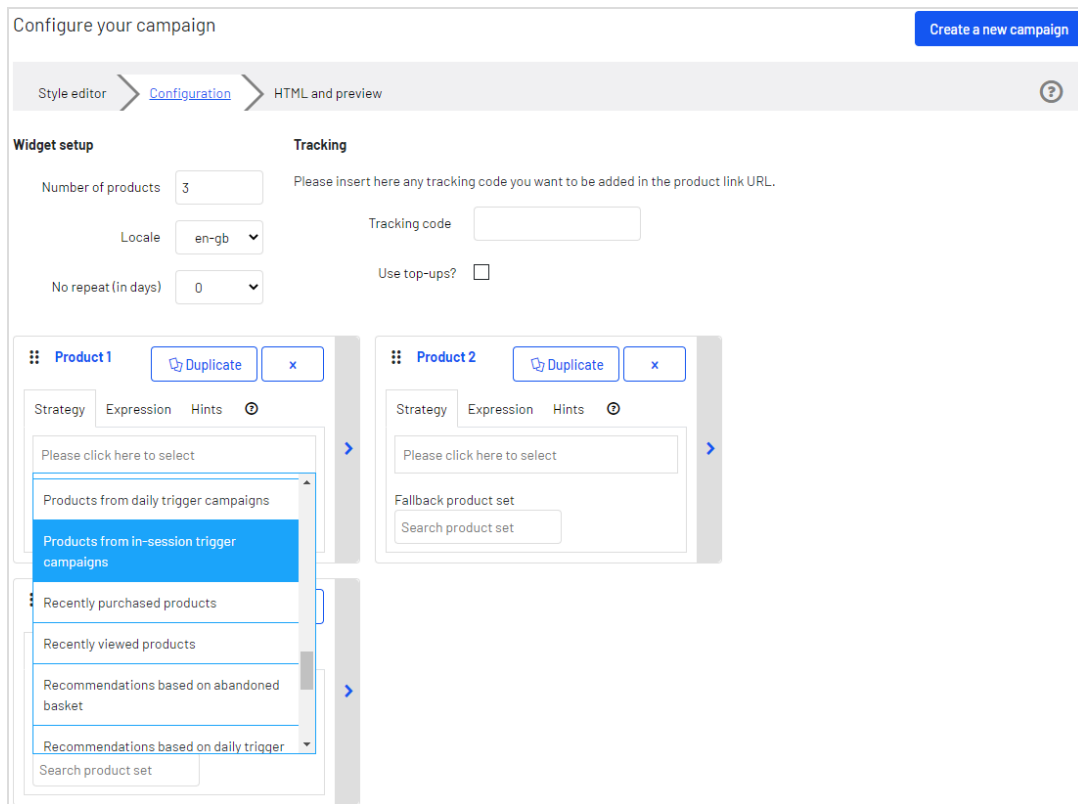 Configure your campaign
Create a new campaign
Style editor
Configuration
HTML and preview
Widget setup
Tracking
Number of products
3
Please insert here any tracking code you want to be added in the product link URL.
Locale
en-gb
Tracking code
No repeat (in days)
0
Use top-ups?
Product 1
Duplicate
x
Strategy
Expression
Hints
Please click here to select
Products from daily trigger campaigns
Products from in-session trigger
campaigns
Recently purchased products
Recently viewed products
Recommendations based on abandoned
basket
Recommendations based on daily trigger
Search product set
Product 2
Duplicate
x
Strategy
Expression
Hints
Please click here to select
Fallback product set
Search product set